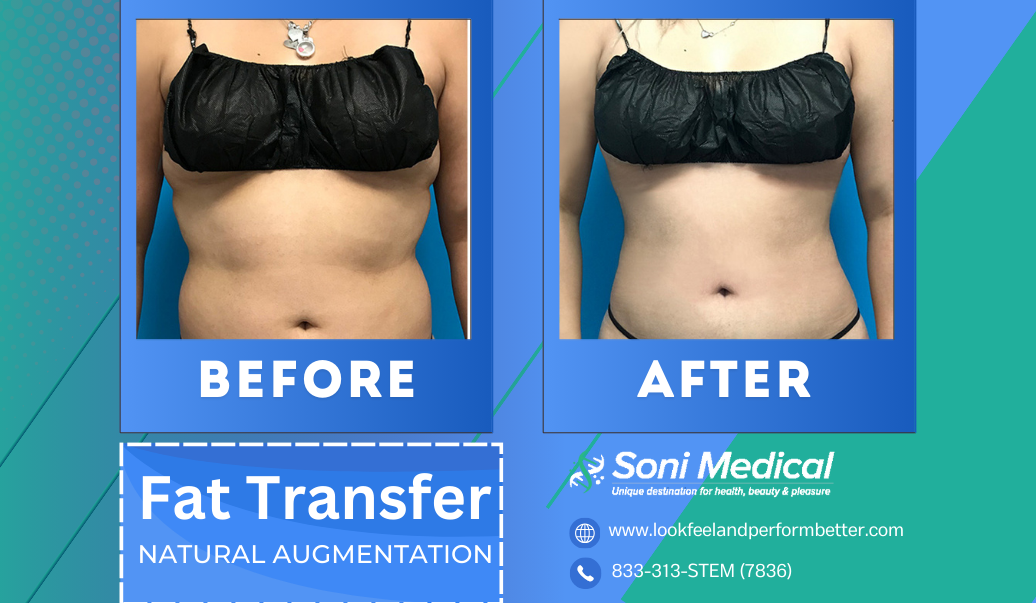 BEFORE
AFTER
Fat Transfer
NATURAL AUGMENTATION
Soni Medical
Unique destination for health, beauty & pleasure
www.lookfeelandperformbetter.com
833-313-STEM (7836)